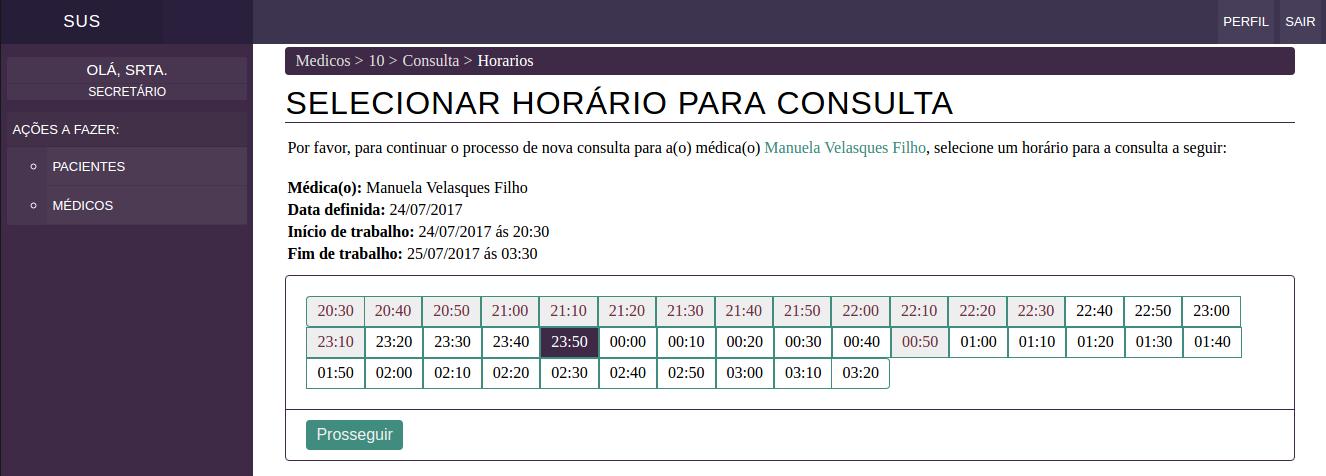 SUS
PERFIL SAIR
OLÁ, SRTA.
SECRETÁRIO
AÇÕES A FAZER:
PACIENTES
MÉDICOS
Medicos > 10 > Consulta > Horarios
SELECIONAR HORÁRIO PARA CONSULTA
Por favor, para continuar o processo de nova consulta para a(o) médica(o) Manuela Velasques Filho, selecione um horário para a consulta a seguir:
Médica(o): Manuela Velasques Filho
Data definida: 24/07/2017
Início de trabalho: 24/07/2017 ás 20:30
Fim de trabalho: 25/07/2017 ás 03:30
20:30 20:40 20:50 21:00 21:10 21:20 21:30 21:40 21:50 22:00 22:10 22:20 22:30 22:40 22:50 23:00
23:10 23:20 23:30 23:40 23:50 00:00 00:10 00:20 00:30 00:40 00:50 01:00 01:10 01:20 01:30 01:40
01:50 02:00 02:10 02:20 02:30 02:40 02:50 03:00 03:10 03:20
Prosseguir